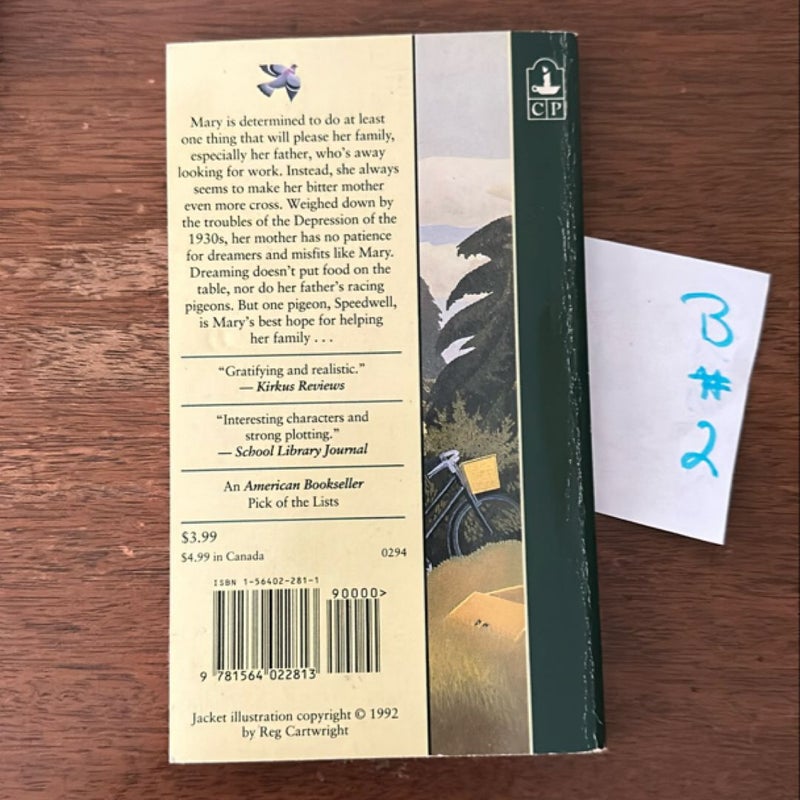 Mary is determined to do at least
one thing that will please her family,
especially her father, who's away
looking for work. Instead, she always
seems to make her bitter mother
even more cross. Weighed down by
the troubles of the Depression of the
1930s, her mother has no patience
for dreamers and misfits like Mary.
Dreaming doesn't put food on the
table, nor do her father's racing
pigeons. But one pigeon, Speedwell,
is Mary's best hope for helping
her family . . .
“Gratifying and realistic.”
— Kirkus Reviews
“Interesting characters and
strong plotting.”
— School Library Journal
An American Bookseller
Pick of the Lists
$3.99
$4.99 in Canada 0294
ISBN 1-56402-281-1
90000>
9 781564 022813
Jacket illustration copyright © 1992
by Reg Cartwright
C P
B
#
2